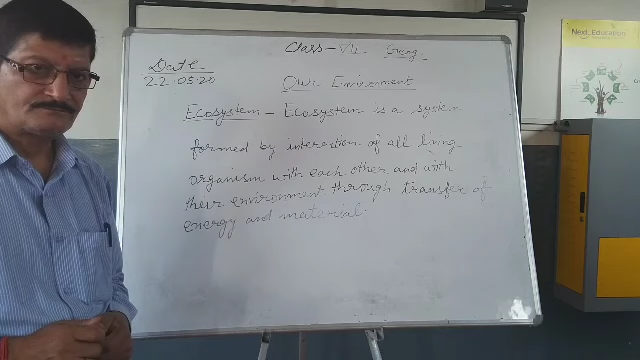 Class - VII. Geog.
Date
22.05.20
Our Environment
Ecosystem - Ecosystem is a system
formed by interaction of all living
organism with each other and with
their environment through transfer of
energy and material.
Next Education